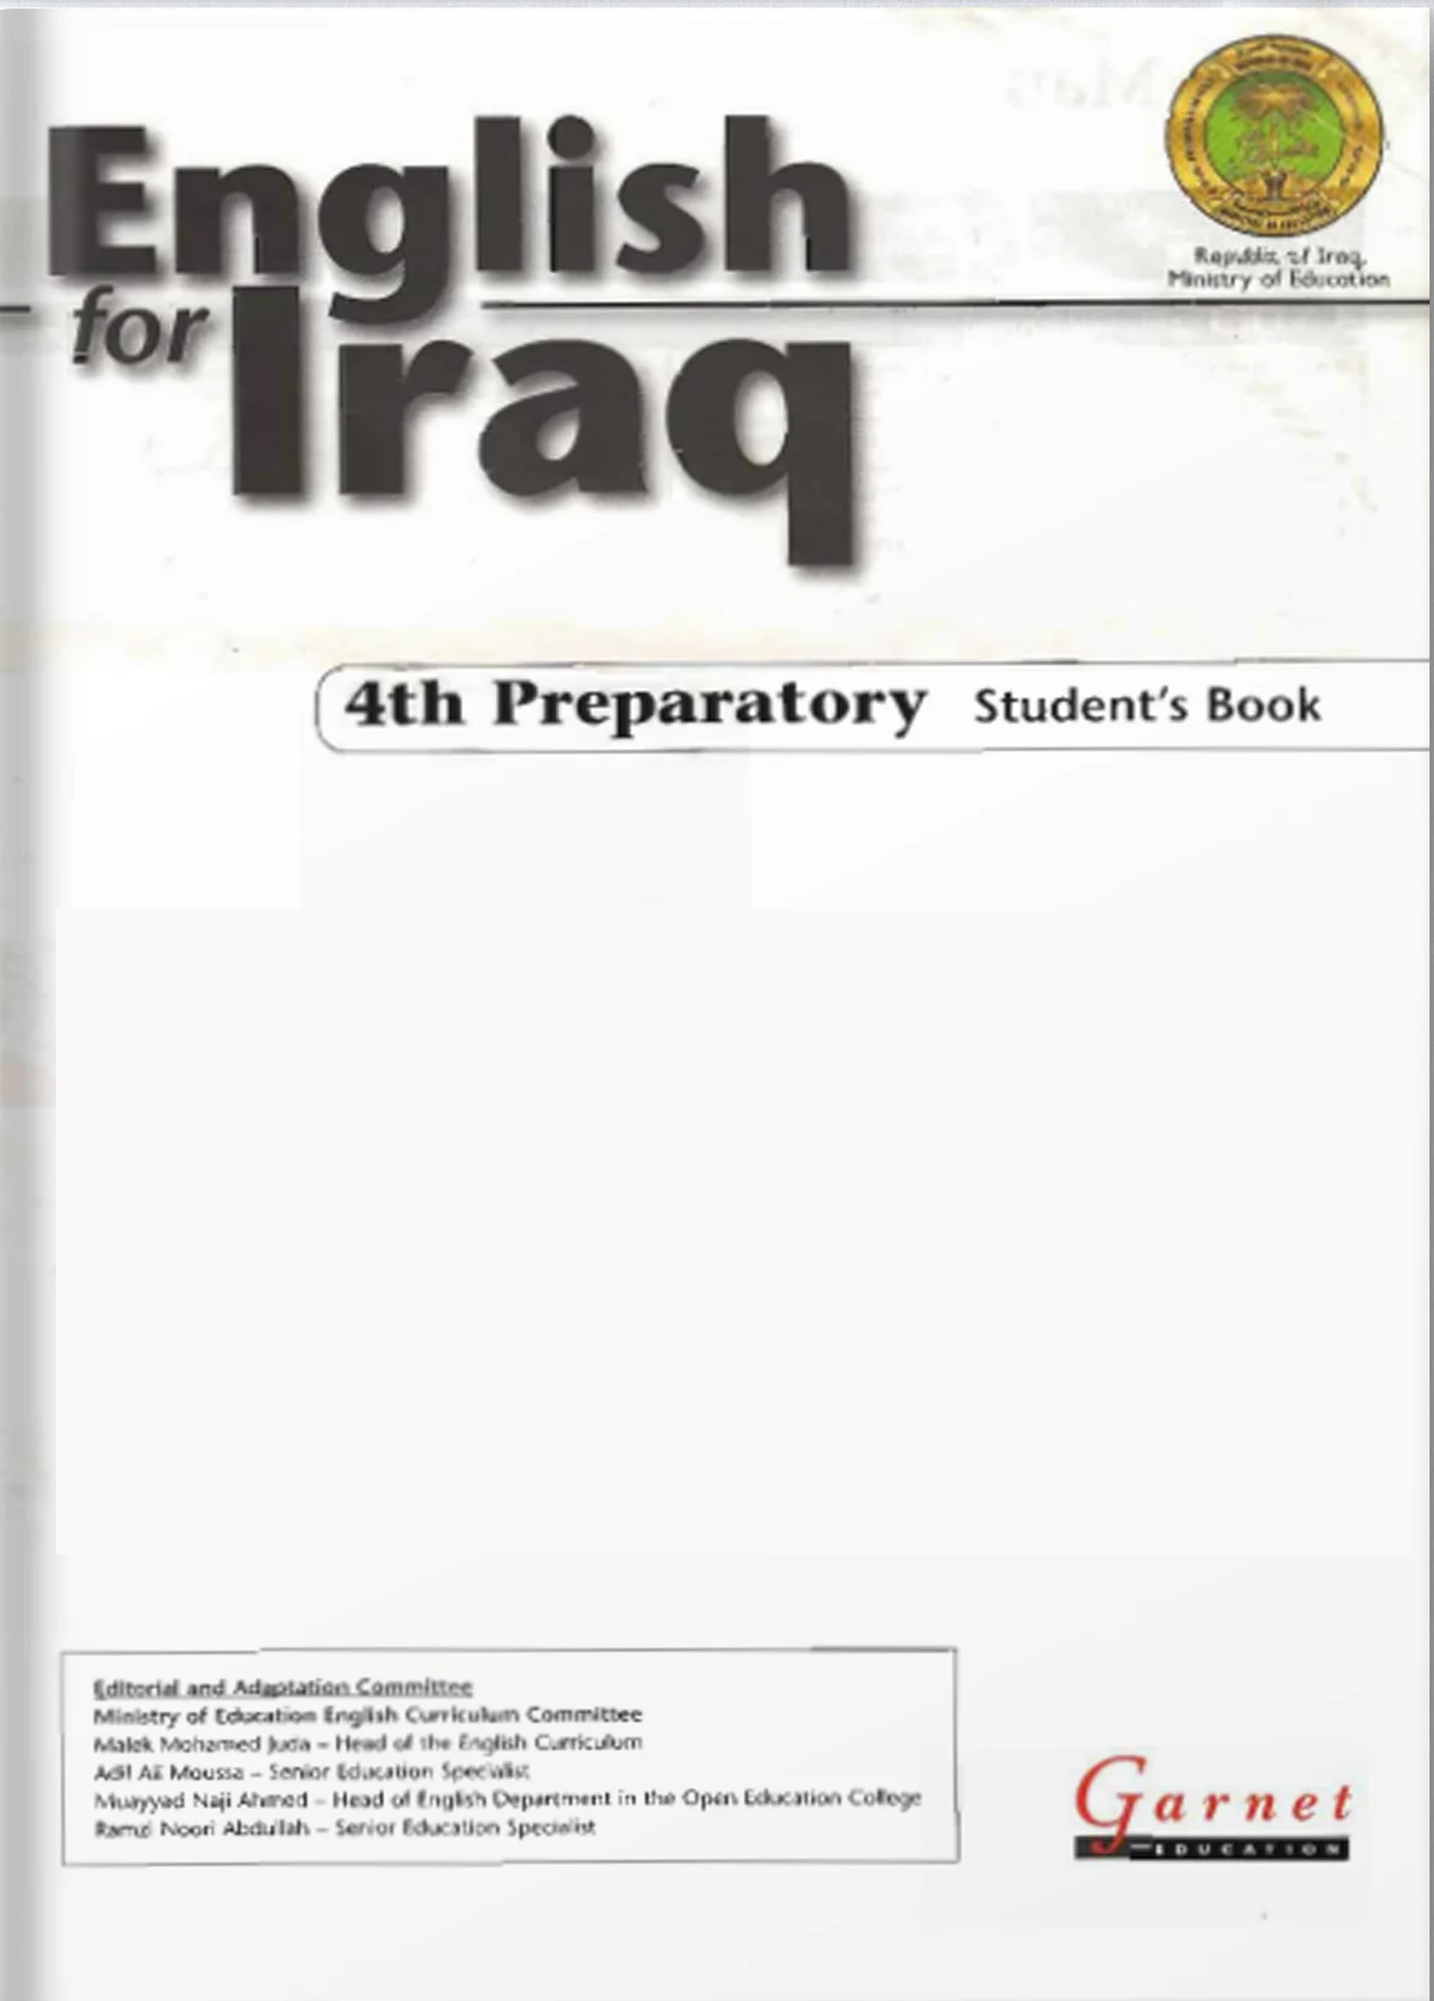 English
for Iraq
Republic of Iraq
Ministry of Education
4th Preparatory Student's Book
Editorial and Adaptation Committee
Ministry of Education English Curriculum Committee
Malek Mohamed Juda – Head of the English Curriculum
Adil Ali Moussa – Senior Education Specialist
Muayyad Naji Ahmed – Head of English Department in the Open Education College
Ramzi Noori Abdullah – Senior Education Specialist
Garnet
EDUCATION